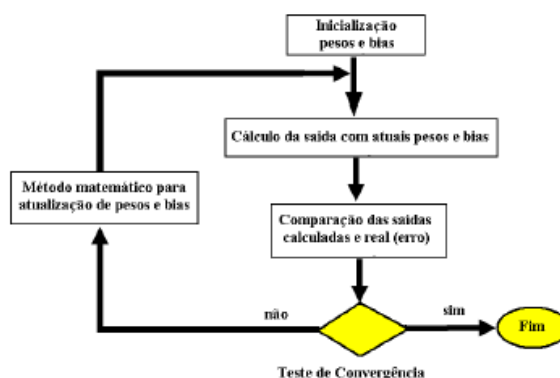 Inicialização
pesos e bias
Cálculo da saída com atuais pesos e bias
Método matemático para
atualização de pesos e bias
Comparação das saídas
calculadas e real (erro)
não
sim
Fim
Teste de Convergência